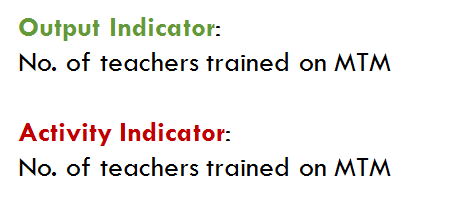 Output Indicator:
No. of teachers trained on MTM
Activity Indicator:
No. of teachers trained on MTM